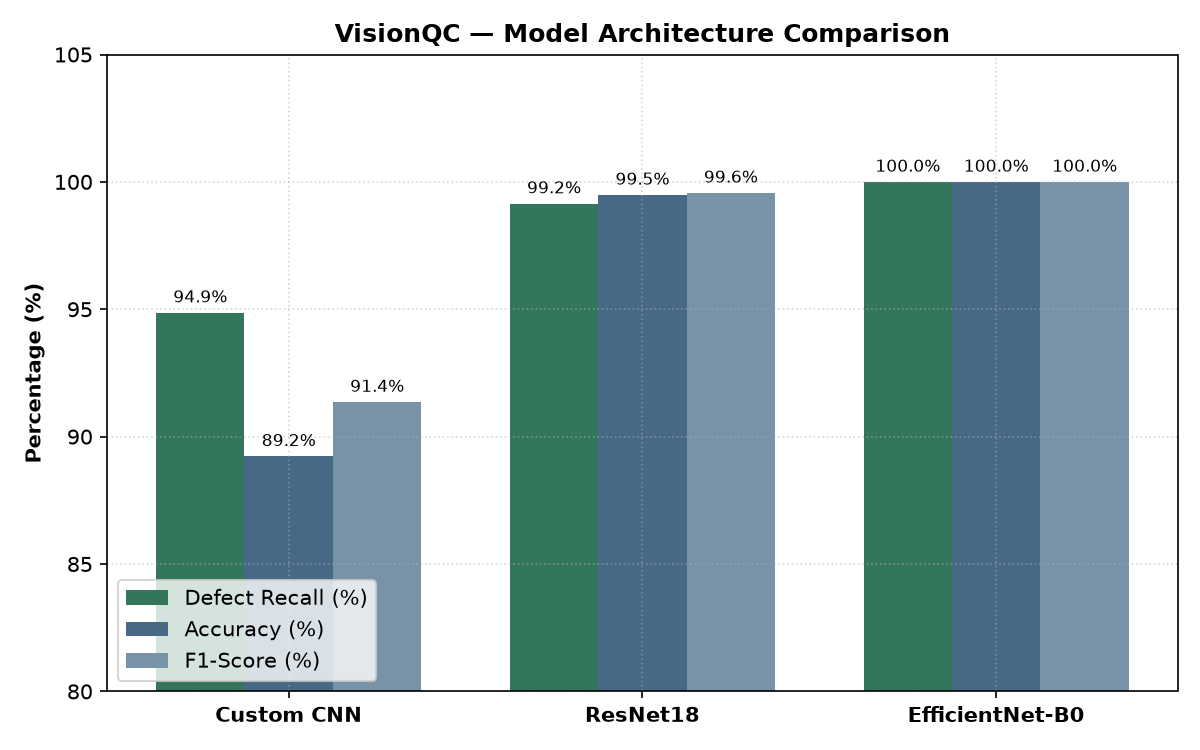 VisionQC — Model Architecture Comparison
105
100
95
90
85
80
Percentage (%)
94.9%
89.2%
91.4%
99.2%
99.5%
99.6%
100.0%
100.0%
100.0%
Defect Recall (%)
Accuracy (%)
F1-Score (%)
Custom CNN
ResNet18
EfficientNet-B0